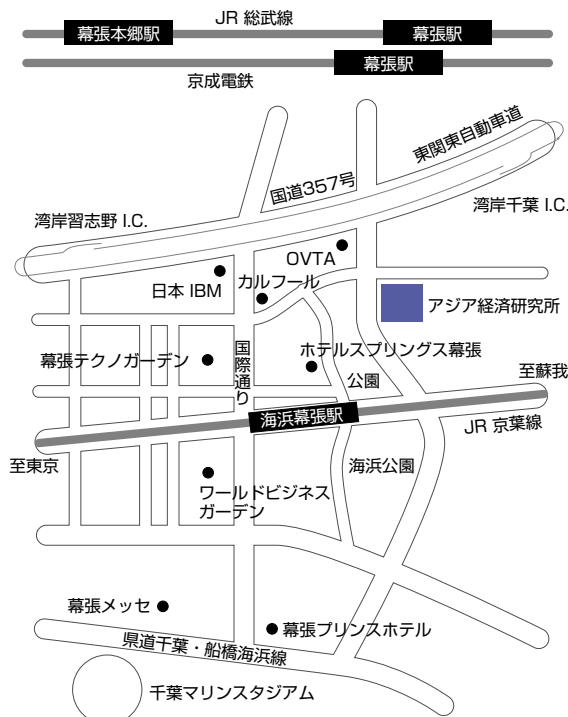 JR 総武線
幕張本郷駅
幕張駅
幕張駅
京成電鉄
東関東自動車道
国道357号
湾岸習志野 I.C.
湾岸千葉 I.C.
OVTA
日本 IBM
カルフール
アジア経済研究所
国際通り
幕張テクノガーデン
ホテルスプリングス幕張
公園
至蘇我
海浜幕張駅
JR 京葉線
至東京
海浜公園
ワールドビジネス
ガーデン
幕張メッセ
幕張プリンスホテル
県道千葉・船橋海浜線
千葉マリンスタジアム